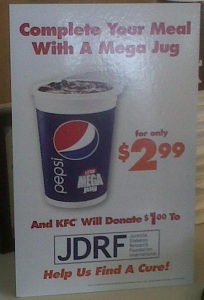 Complete Your Meal
With A Mega Jug
pepsi
MEGA
Jug
for only
$2.99
And KFC Will Donate $1.00 To
JDRF
Juvenile
Diabetes
Research
Foundation
International
Help Us Find A Cure!